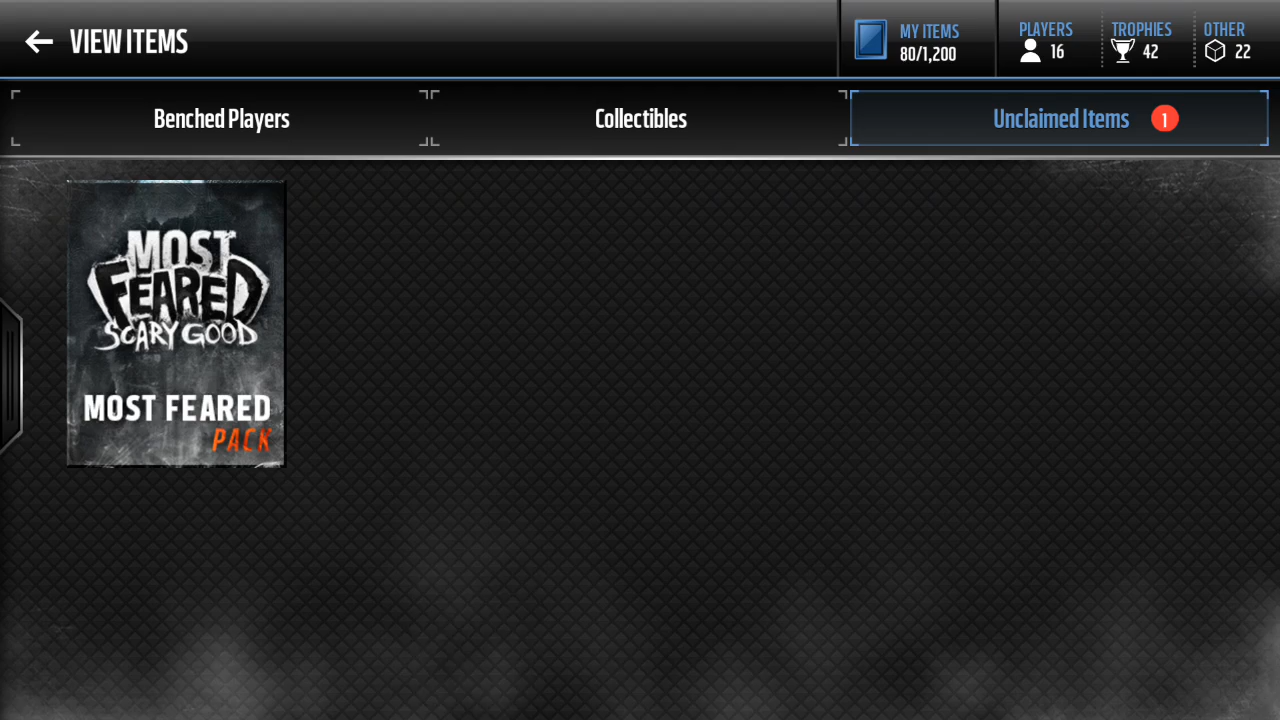 VIEW ITEMS
MY ITEMS
80/1,200
PLAYERS
16
TROPHIES
42
OTHER
22
Benched Players
Collectibles
Unclaimed Items 1
MOST
FEARED
SCARY GOOD
MOST FEARED
PACK